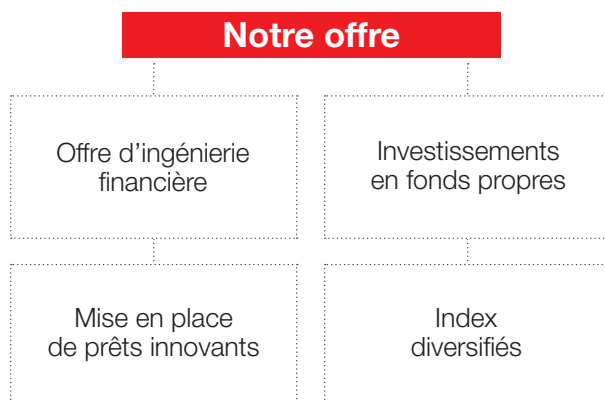 Notre offre
Offre d'ingénierie
financière
Investissements
en fonds propres
Mise en place
de prêts innovants
Index
diversifiés